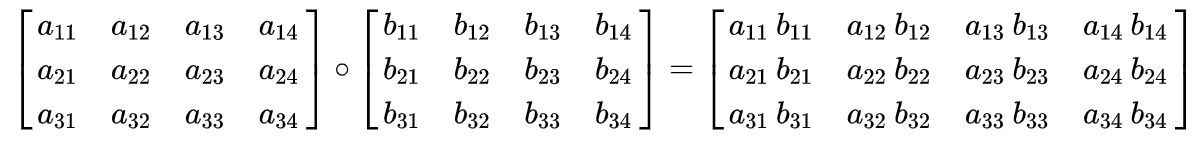 a₁₁ a₁₂ a₁₃ a₁₄ b₁₁ b₁₂ b₁₃ b₁₄ a₁₁ b₁₁ a₁₂ b₁₂ a₁₃ b₁₃ a₁₄ b₁₄
a₂₁ a₂₂ a₂₃ a₂₄ ∘ b₂₁ b₂₂ b₂₃ b₂₄ = a₂₁ b₂₁ a₂₂ b₂₂ a₂₃ b₂₃ a₂₄ b₂₄
a₃₁ a₃₂ a₃₃ a₃₄ b₃₁ b₃₂ b₃₃ b₃₄ a₃₁ b₃₁ a₃₂ b₃₂ a₃₃ b₃₃ a₃₄ b₃₄